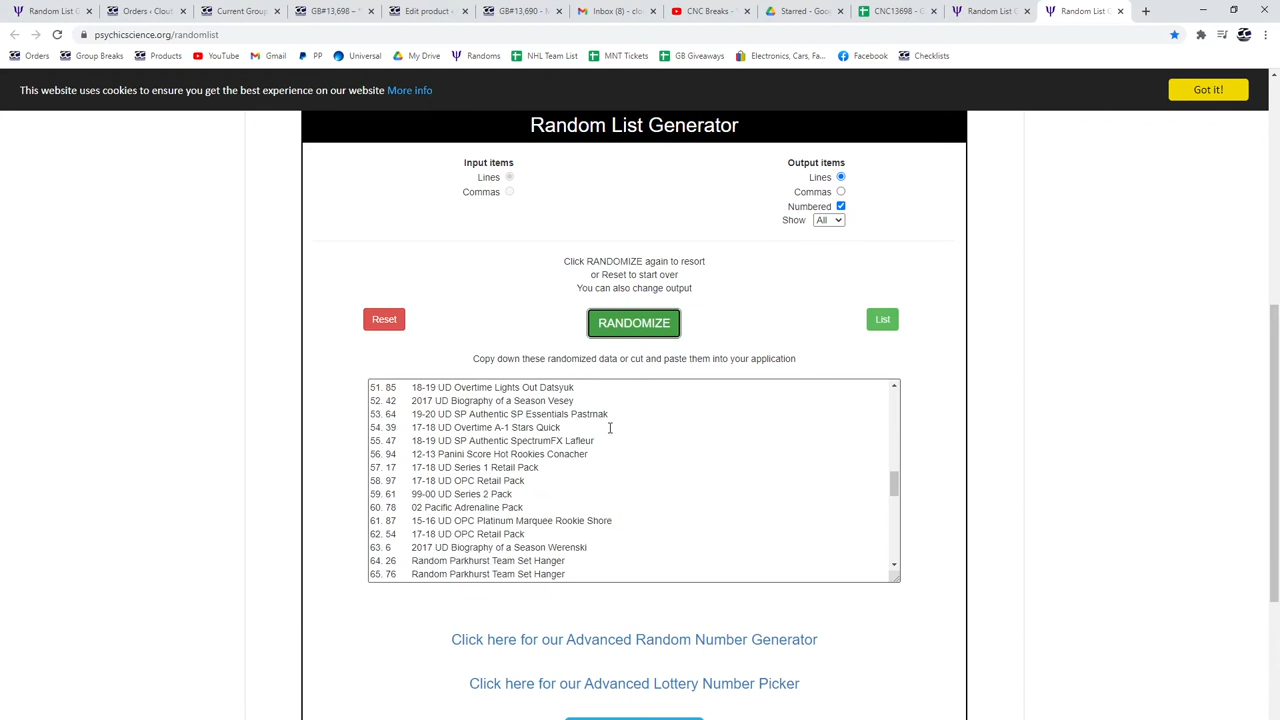 Random List G
Orders - Clout
Current Group
GB#13,698 -
Edit product
GB#13,690 - M
Inbox (8) - clo
CNC Breaks -
Starred - Goo
CNC13698 - G
Random List G
Random List G
psychicscience.org/randomlist
Orders
Group Breaks
Products
YouTube
Gmail
PP
Universal
My Drive
Randoms
NHL Team List
MNT Tickets
GB Giveaways
Electronics, Cars, Fa...
Facebook
Checklists
This website uses cookies to ensure you get the best experience on our website More info
Got it!
Random List Generator
Input items
Lines
Commas
Output items
Lines
Commas
Numbered
Show All
Click RANDOMIZE again to resort
or Reset to start over
You can also change output
Reset
RANDOMIZE
List
Copy down these randomized data or cut and paste them into your application
51. 85 18-19 UD Overtime Lights Out Datsyuk
52. 42 2017 UD Biography of a Season Vesey
53. 64 19-20 UD SP Authentic SP Essentials Pastrnak
54. 39 17-18 UD Overtime A-1 Stars Quick
55. 47 18-19 UD SP Authentic SpectrumFX Lafleur
56. 94 12-13 Panini Score Hot Rookies Conacher
57. 17 17-18 UD Series 1 Retail Pack
58. 97 17-18 UD OPC Retail Pack
59. 61 99-00 UD Series 2 Pack
60. 78 02 Pacific Adrenaline Pack
61. 87 15-16 UD OPC Platinum Marquee Rookie Shore
62. 54 17-18 UD OPC Retail Pack
63. 6 2017 UD Biography of a Season Werenski
64. 26 Random Parkhurst Team Set Hanger
65. 76 Random Parkhurst Team Set Hanger
Click here for our Advanced Random Number Generator
Click here for our Advanced Lottery Number Picker